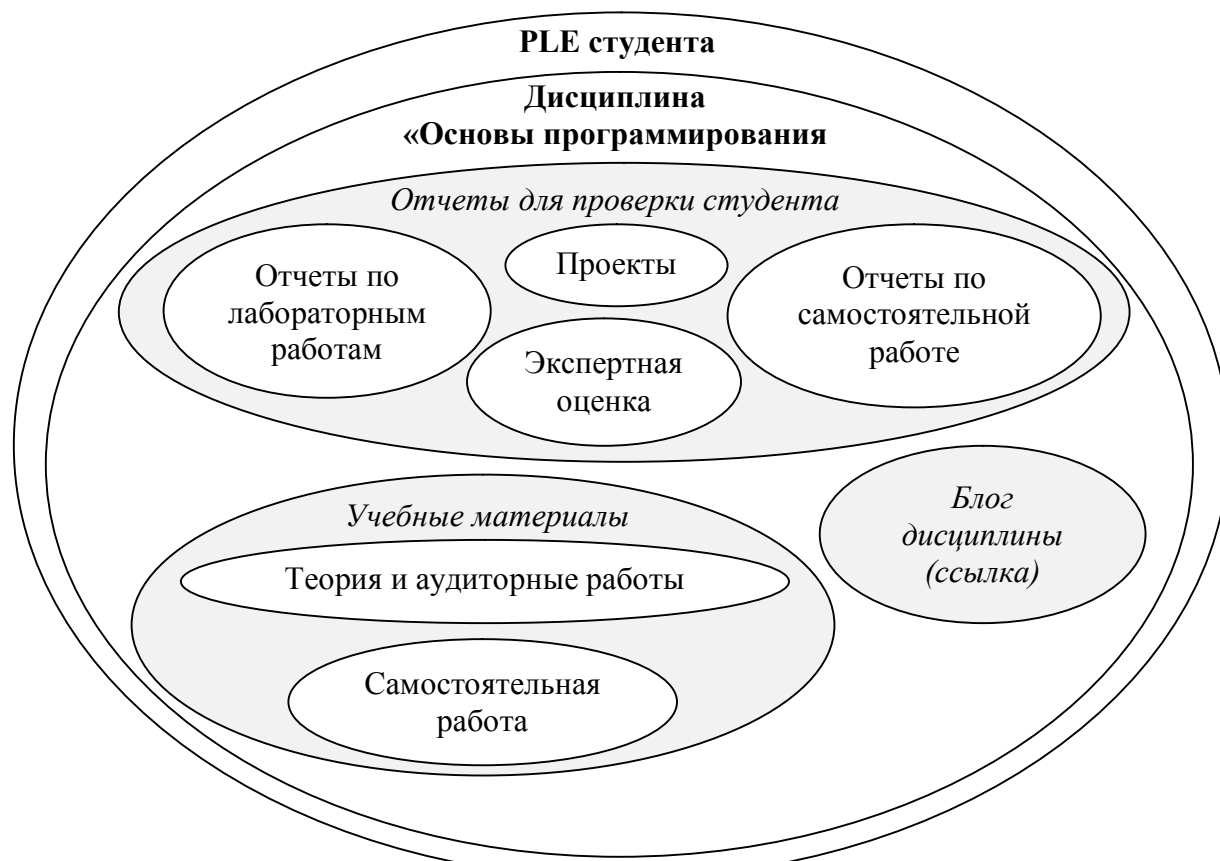 PLE студента
Дисциплина
«Основы программирования
Отчеты для проверки студента
Отчеты по
лабораторным
работам
Проекты
Экспертная
оценка
Отчеты по
самостоятельной
работе
Учебные материалы
Теория и аудиторные работы
Самостоятельная
работа
Блог
дисциплины
(ссылка)